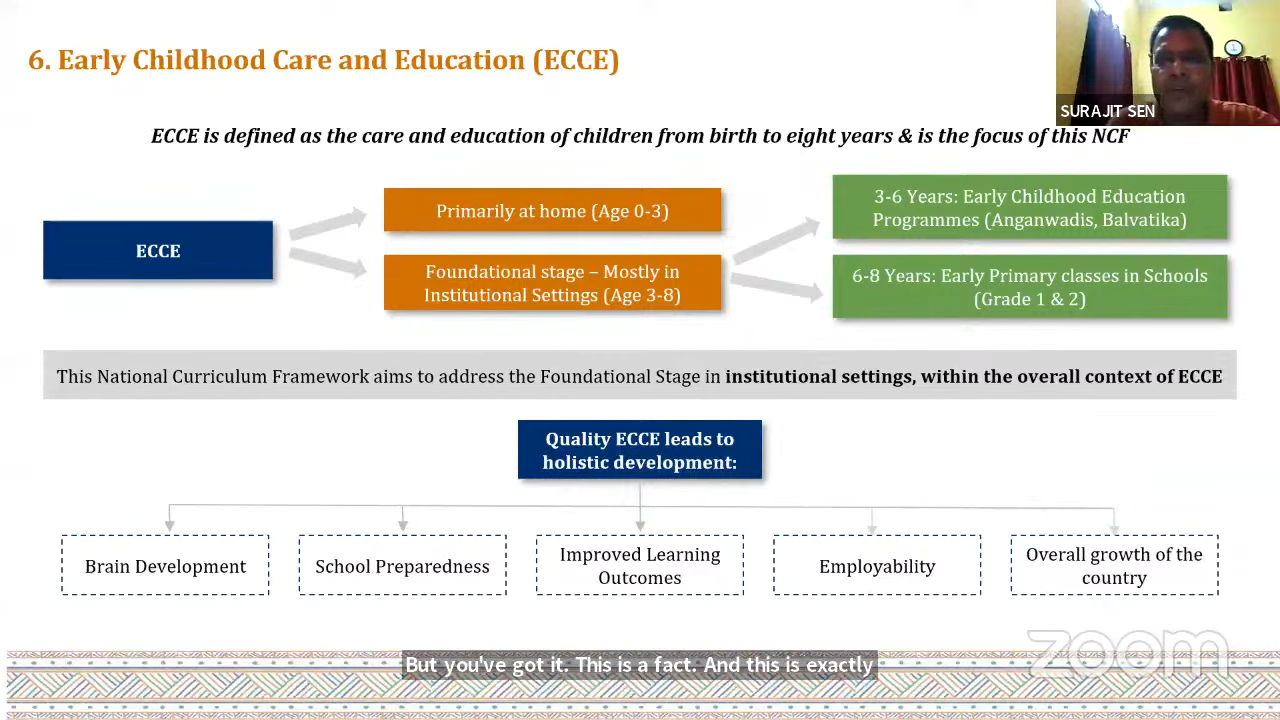 6. Early Childhood Care and Education (ECCE)
SURAJIT SEN
ECCE is defined as the care and education of children from birth to eight years & is the focus of this NCF
ECCE
Primarily at home (Age 0-3)
Foundational stage – Mostly in
Institutional Settings (Age 3-8)
3-6 Years: Early Childhood Education
Programmes (Anganwadis, Balvatika)
6-8 Years: Early Primary classes in Schools
(Grade 1 & 2)
This National Curriculum Framework aims to address the Foundational Stage in institutional settings, within the overall context of ECCE
Quality ECCE leads to
holistic development:
Brain Development
School Preparedness
Improved Learning
Outcomes
Employability
Overall growth of the
country
zoom
But you've got it. This is a fact. And this is exactly